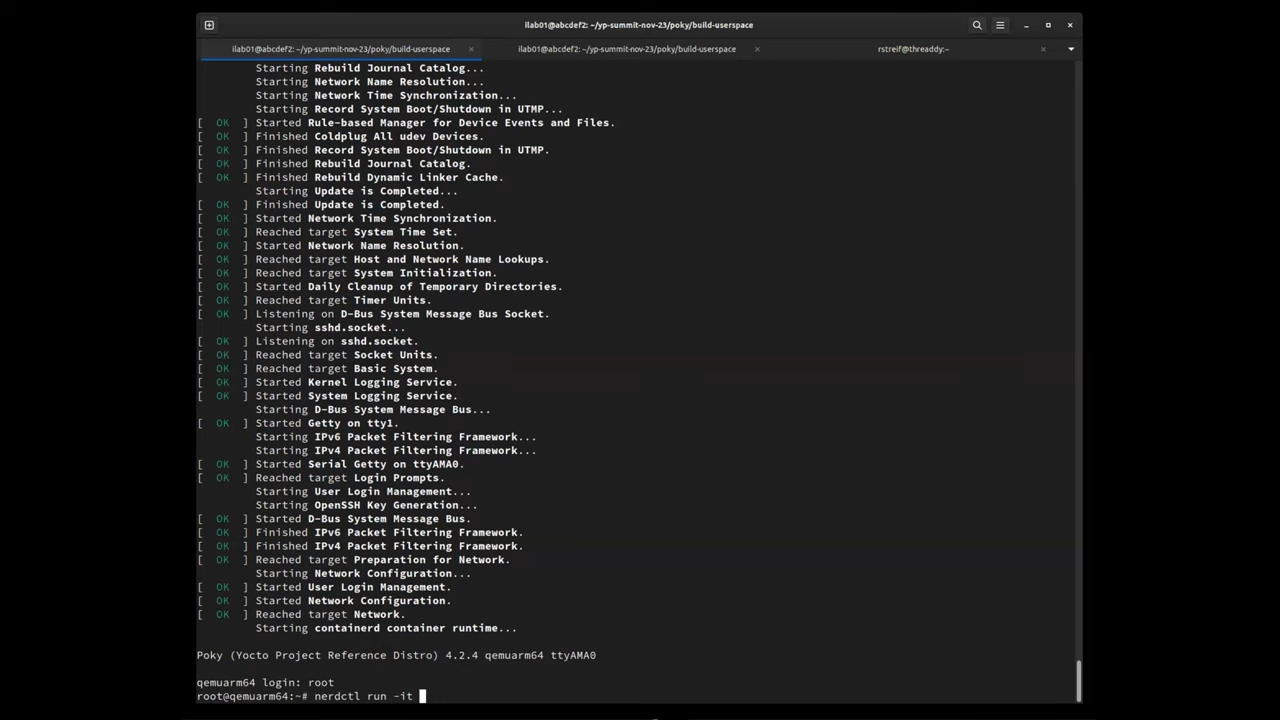 ilab01@abcdef2: ~/yp-summit-nov-23/poky/build-userspace
ilab01@abcdef2: ~/yp-summit-nov-23/poky/build-userspace × ilab01@abcdef2: ~/yp-summit-nov-23/poky/build-userspace × rstreif@threaddy:~ ×
Starting Rebuild Journal Catalog...
Starting Network Name Resolution...
Starting Network Time Synchronization...
Starting Record System Boot/Shutdown in UTMP...
[ OK ] Started Rule-based Manager for Device Events and Files.
[ OK ] Finished Coldplug All udev Devices.
[ OK ] Finished Record System Boot/Shutdown in UTMP.
[ OK ] Finished Rebuild Journal Catalog.
[ OK ] Finished Rebuild Dynamic Linker Cache.
Starting Update is Completed...
[ OK ] Finished Update is Completed.
[ OK ] Started Network Time Synchronization.
[ OK ] Reached target System Time Set.
[ OK ] Started Network Name Resolution.
[ OK ] Reached target Host and Network Name Lookups.
[ OK ] Reached target System Initialization.
[ OK ] Started Daily Cleanup of Temporary Directories.
[ OK ] Reached target Timer Units.
[ OK ] Listening on D-Bus System Message Bus Socket.
Starting sshd.socket...
[ OK ] Listening on sshd.socket.
[ OK ] Reached target Socket Units.
[ OK ] Reached target Basic System.
[ OK ] Started Kernel Logging Service.
[ OK ] Started System Logging Service.
Starting D-Bus System Message Bus...
[ OK ] Started Getty on tty1.
Starting IPv6 Packet Filtering Framework...
Starting IPv4 Packet Filtering Framework...
[ OK ] Started Serial Getty on ttyAMA0.
[ OK ] Reached target Login Prompts.
Starting User Login Management...
Starting OpenSSH Key Generation...
[ OK ] Started D-Bus System Message Bus.
[ OK ] Finished IPv6 Packet Filtering Framework.
[ OK ] Finished IPv4 Packet Filtering Framework.
[ OK ] Reached target Preparation for Network.
Starting Network Configuration...
[ OK ] Started User Login Management.
[ OK ] Started Network Configuration.
[ OK ] Reached target Network.
Starting containerd container runtime...
Poky (Yocto Project Reference Distro) 4.2.4 qemuarm64 ttyAMA0
qemuarm64 login: root
root@qemuarm64:~# nerdctl run -it